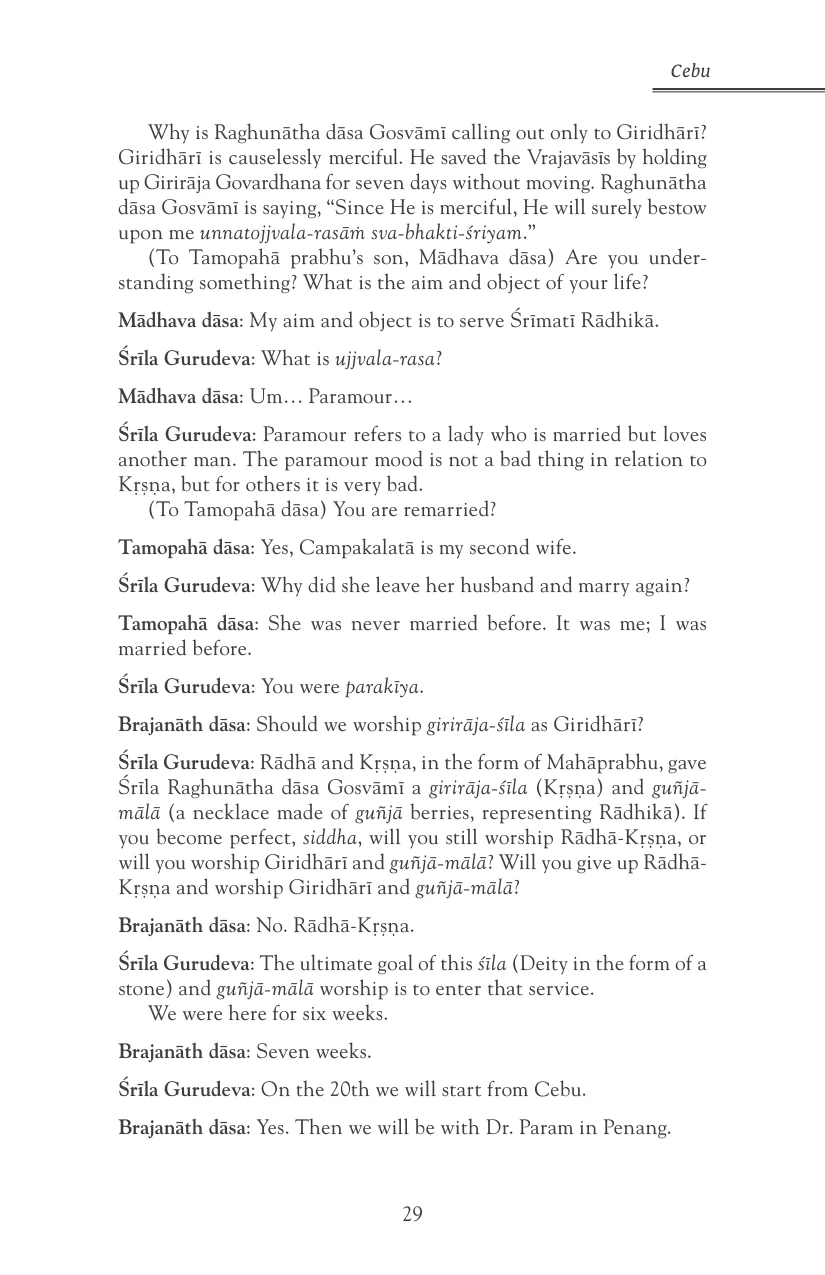 Cebu
Why is Raghunātha dāsa Gosvāmī calling out only to Giridhārī?
Giridhārī is causelessly merciful. He saved the Vrajavāsīs by holding
up Girirāja Govardhana for seven days without moving. Raghunātha
dāsa Gosvāmī is saying, “Since He is merciful, He will surely bestow
upon me unnatojjvala-rasāṁ sva-bhakti-śriyam.”
(To Tamopahā prabhu’s son, Mādhava dāsa) Are you under-
standing something? What is the aim and object of your life?
Mādhava dāsa: My aim and object is to serve Śrīmatī Rādhikā.
Śrīla Gurudeva: What is ujjvala-rasa?
Mādhava dāsa: Um… Paramour…
Śrīla Gurudeva: Paramour refers to a lady who is married but loves
another man. The paramour mood is not a bad thing in relation to
Kṛṣṇa, but for others it is very bad.
(To Tamopahā dāsa) You are remarried?
Tamopahā dāsa: Yes, Campakalatā is my second wife.
Śrīla Gurudeva: Why did she leave her husband and marry again?
Tamopahā dāsa: She was never married before. It was me; I was
married before.
Śrīla Gurudeva: You were parakīya.
Brajanāth dāsa: Should we worship girirāja-śīla as Giridhārī?
Śrīla Gurudeva: Rādhā and Kṛṣṇa, in the form of Mahāprabhu, gave
Śrīla Raghunātha dāsa Gosvāmī a girirāja-śīla (Kṛṣṇa) and guñjā-
mālā (a necklace made of guñjā berries, representing Rādhikā). If
you become perfect, siddha, will you still worship Rādhā-Kṛṣṇa, or
will you worship Giridhārī and guñjā-mālā? Will you give up Rādhā-
Kṛṣṇa and worship Giridhārī and guñjā-mālā?
Brajanāth dāsa: No. Rādhā-Kṛṣṇa.
Śrīla Gurudeva: The ultimate goal of this śīla (Deity in the form of a
stone) and guñjā-mālā worship is to enter that service.
We were here for six weeks.
Brajanāth dāsa: Seven weeks.
Śrīla Gurudeva: On the 20th we will start from Cebu.
Brajanāth dāsa: Yes. Then we will be with Dr. Param in Penang.
29